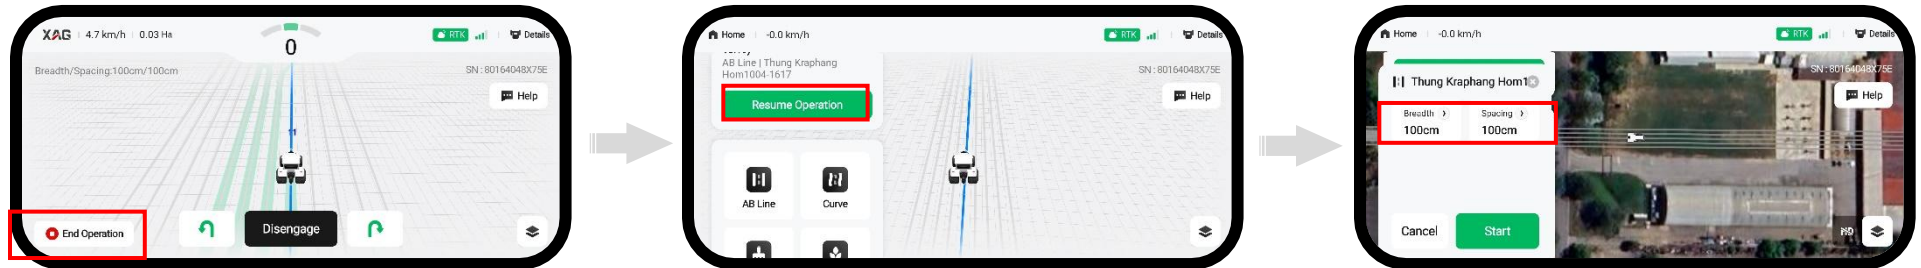 XAG 4.7 km/h 0.03 Ha
0
RTK Details
Breadth/Spacing:100cm/100cm
SN : 80164048X75E
Help
11
End Operation
Disengage
Home -0.0 km/h
RTK Details
AB Line | Thung Kraphang
Hom1004-1617
SN : 80164048X75E
Resume Operation
Help
AB Line
Curve
Home -0.0 km/h
RTK Details
Thung Kraphang Hom1
SN : 80164048X75E
Help
Breadth Spacing
100cm 100cm
Cancel
Start